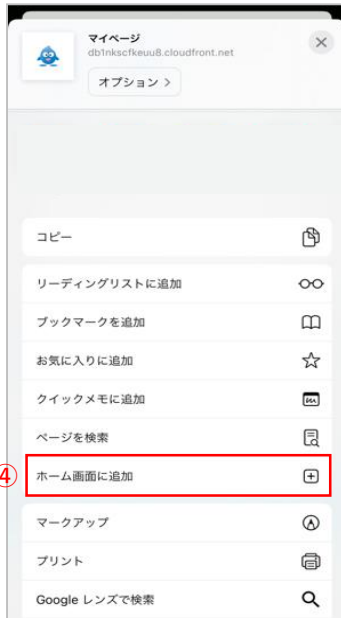 マイページ
db1nkscfkeuu8.cloudfront.net
オプション >
コピー
リーディングリストに追加
ブックマークを追加
お気に入りに追加
クイックメモに追加
ページを検索
④
ホーム画面に追加
マークアップ
プリント
Google レンズで検索